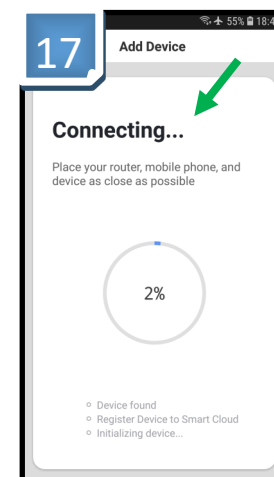 55% 18:4
17
Add Device
Connecting...
Place your router, mobile phone, and
device as close as possible
2%
Device found
Register Device to Smart Cloud
Initializing device...